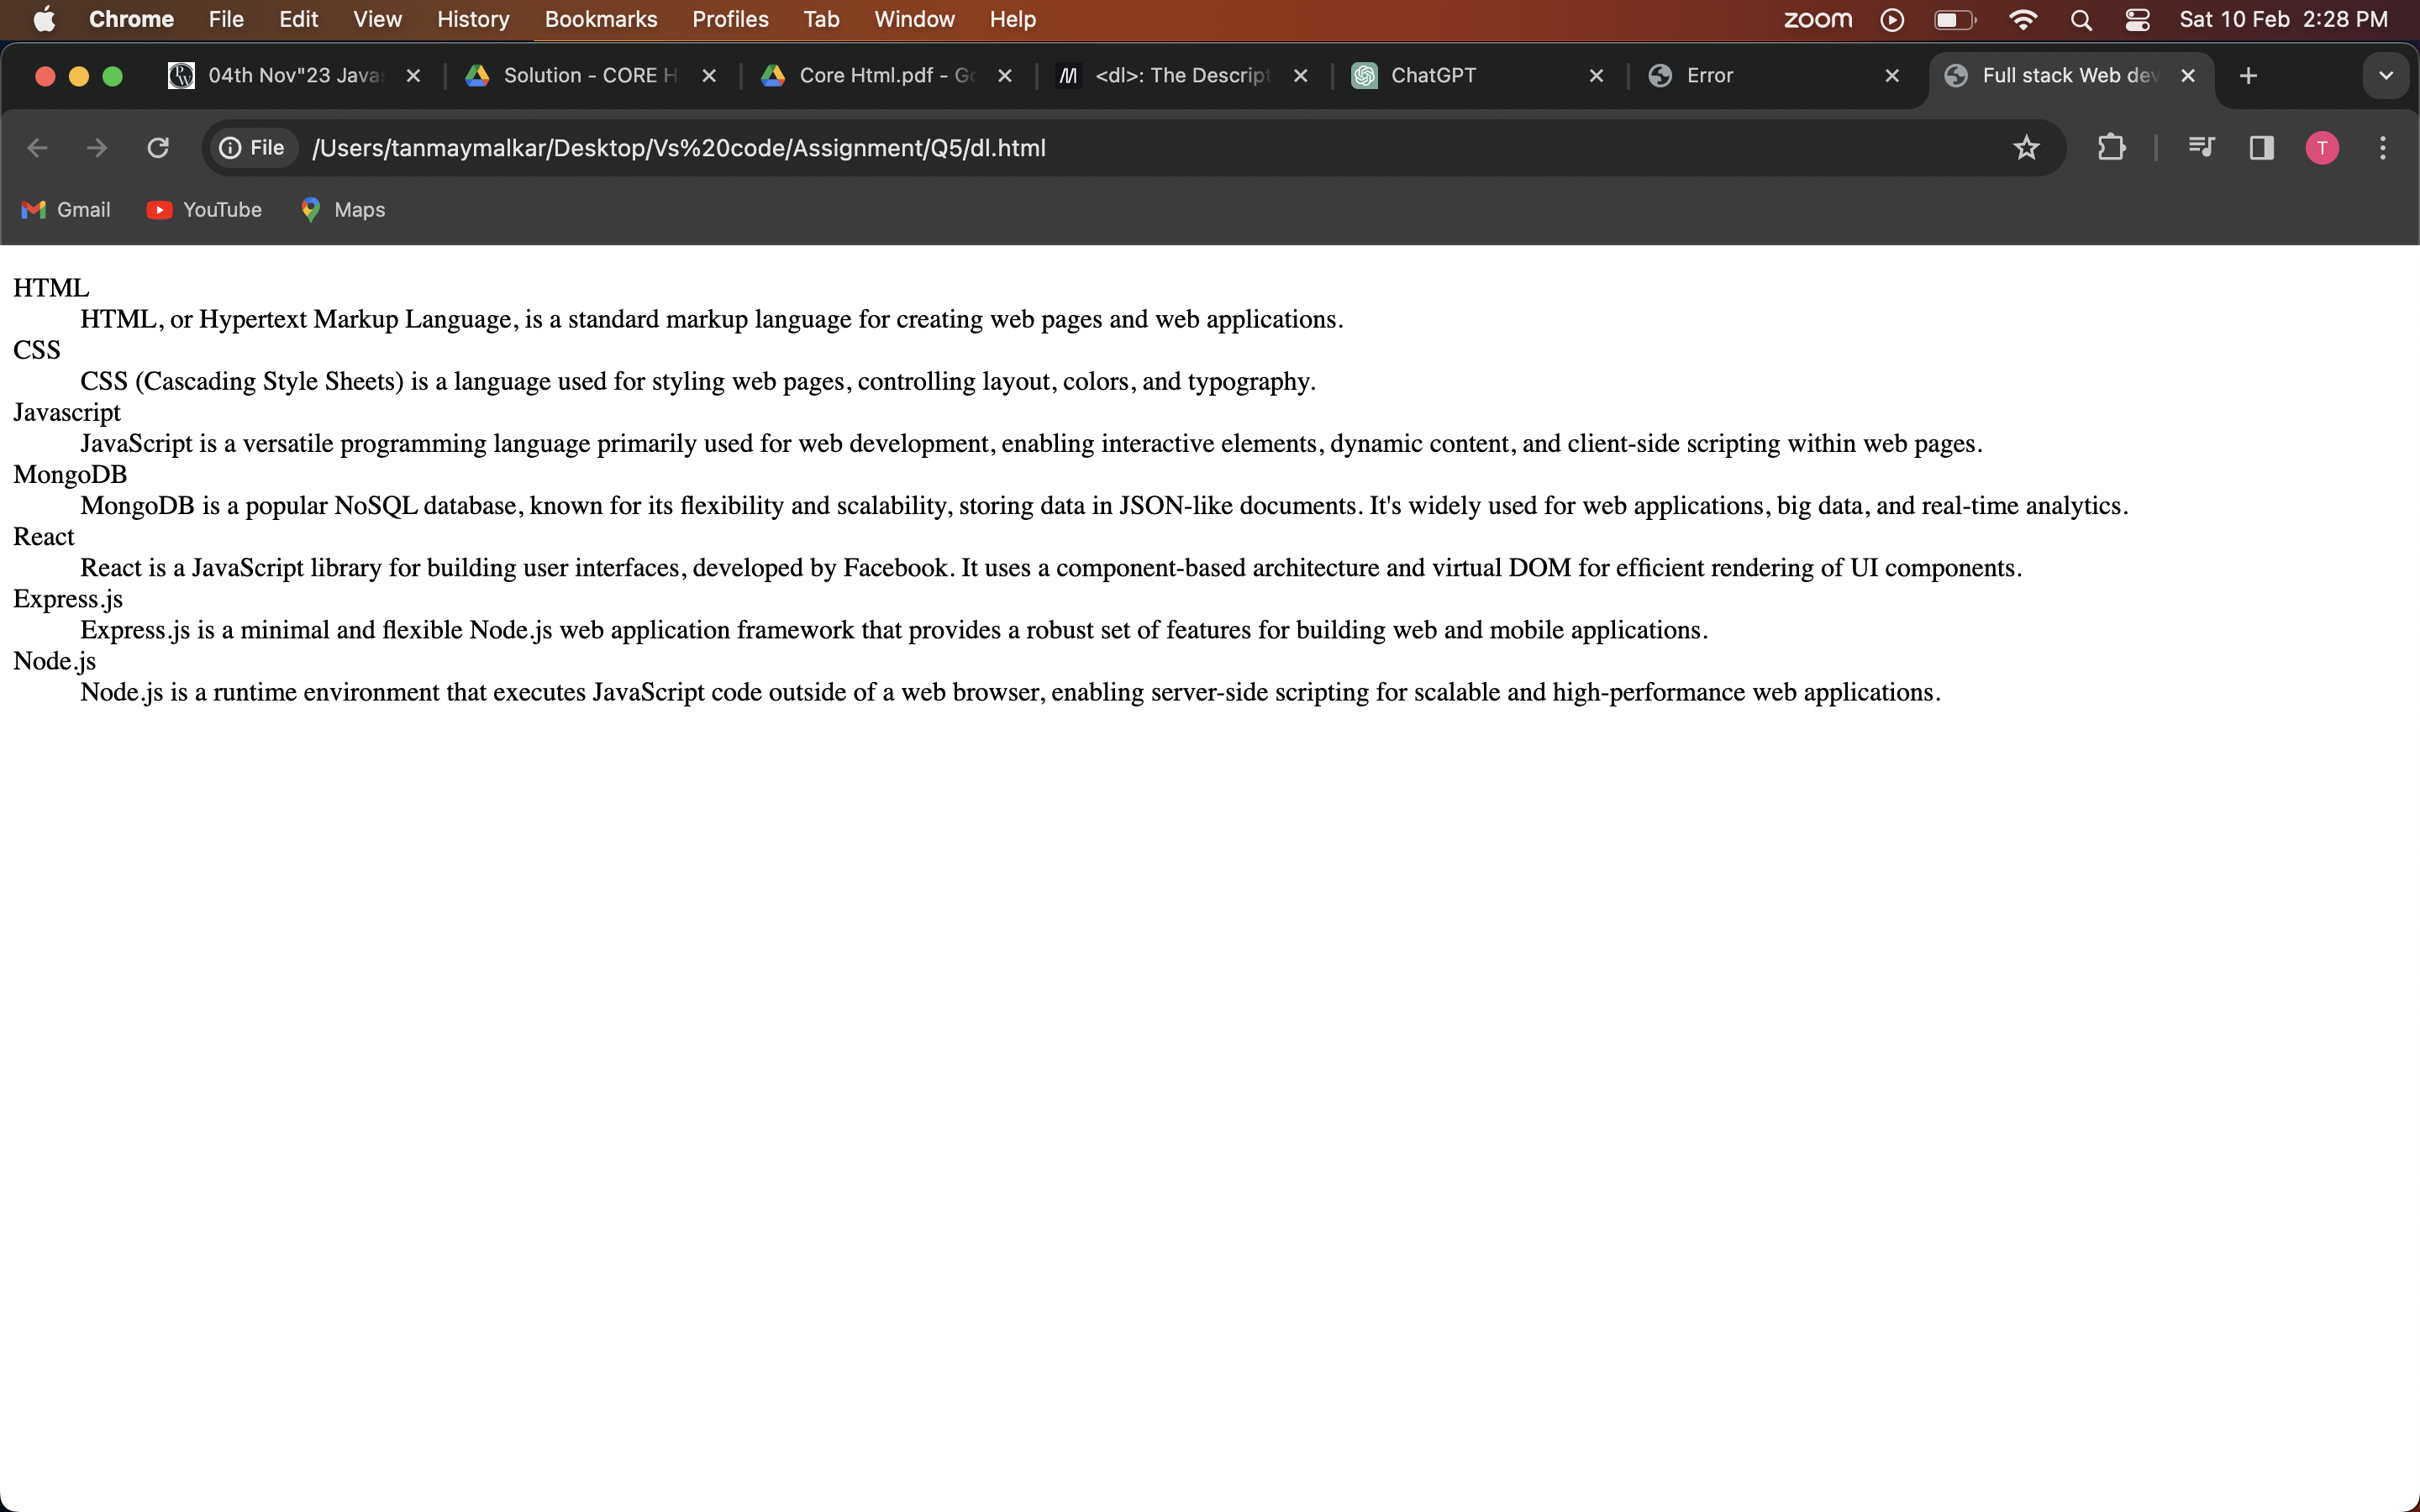 Chrome File Edit View History Bookmarks Profiles Tab Window Help zoom Sat 10 Feb 2:28 PM
04th Nov"23 Javas Solution - CORE H Core Html.pdf - Go <dl>: The Descript ChatGPT Error Full stack Web dev
File /Users/tanmaymalkar/Desktop/Vs%20code/Assignment/Q5/dl.html T
Gmail YouTube Maps
HTML
HTML, or Hypertext Markup Language, is a standard markup language for creating web pages and web applications.
CSS
CSS (Cascading Style Sheets) is a language used for styling web pages, controlling layout, colors, and typography.
Javascript
JavaScript is a versatile programming language primarily used for web development, enabling interactive elements, dynamic content, and client-side scripting within web pages.
MongoDB
MongoDB is a popular NoSQL database, known for its flexibility and scalability, storing data in JSON-like documents. It's widely used for web applications, big data, and real-time analytics.
React
React is a JavaScript library for building user interfaces, developed by Facebook. It uses a component-based architecture and virtual DOM for efficient rendering of UI components.
Express.js
Express.js is a minimal and flexible Node.js web application framework that provides a robust set of features for building web and mobile applications.
Node.js
Node.js is a runtime environment that executes JavaScript code outside of a web browser, enabling server-side scripting for scalable and high-performance web applications.